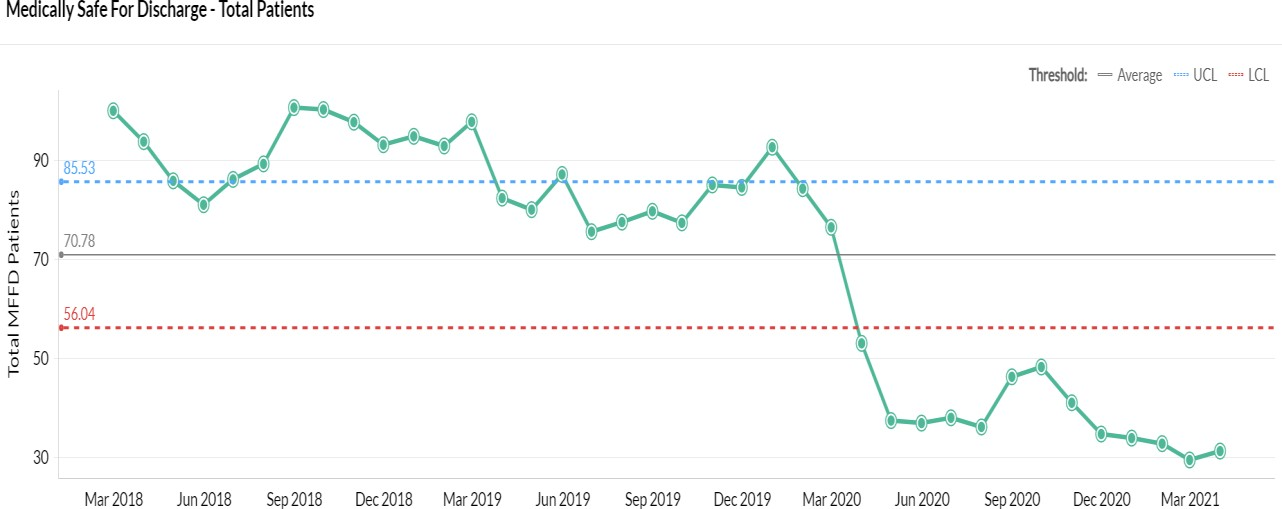 Medically Safe For Discharge - Total Patients
Threshold: Average UCL LCL
Total MFFD Patients
90
85.53
70.78
70
56.04
50
30
Mar 2018 Jun 2018 Sep 2018 Dec 2018 Mar 2019 Jun 2019 Sep 2019 Dec 2019 Mar 2020 Jun 2020 Sep 2020 Dec 2020 Mar 2021